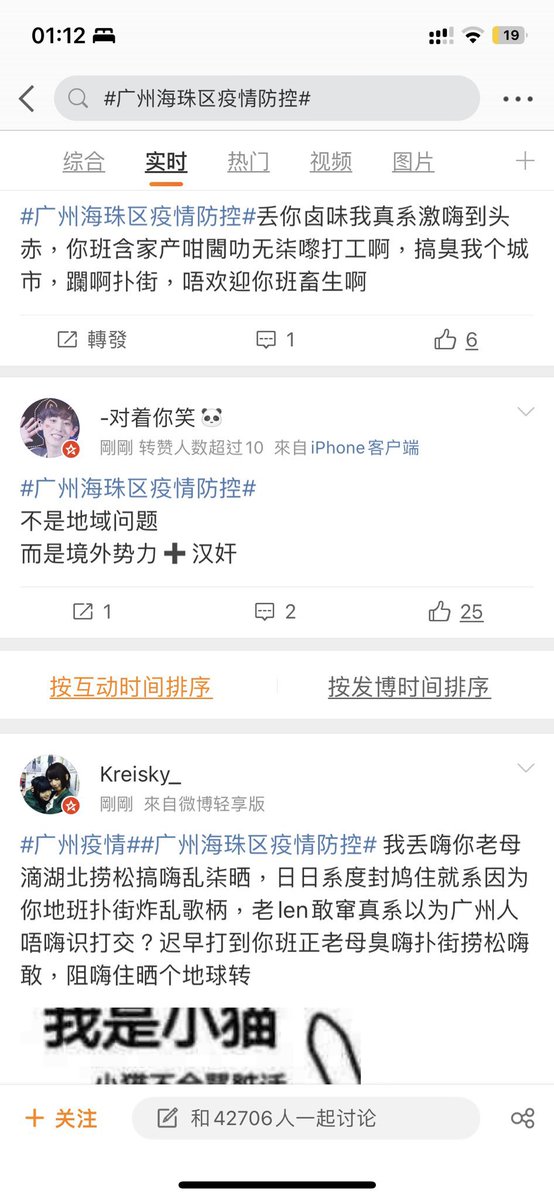 01:12
19
#广州海珠区疫情防控#
综合 实时 热门 视频 图片
#广州海珠区疫情防控#丢你卤味我真系激嗨到头
赤，你班含家产咁閪叻无柒嚟打工啊，搞臭我个城
市，躝啊扑街，唔欢迎你班畜生啊
轉發 1 6
-对着你笑🐼
剛剛 转赞人数超过10 來自iPhone客户端
#广州海珠区疫情防控#
不是地域问题
而是境外势力➕汉奸
1 2 25
按互动时间排序 按发博时间排序
Kreisky_
剛剛 來自微博轻享版
#广州疫情##广州海珠区疫情防控# 我丢嗨你老母
滴湖北捞松搞嗨乱柒晒，日日系度封鸠住就系因为
你地班扑街炸乱歌柄，老len敢窜真系以为广州人
唔嗨识打交？迟早打到你班正老母臭嗨扑街捞松嗨
敢，阻嗨住晒个地球转
我是小猫
+ 关注
和42706人一起讨论